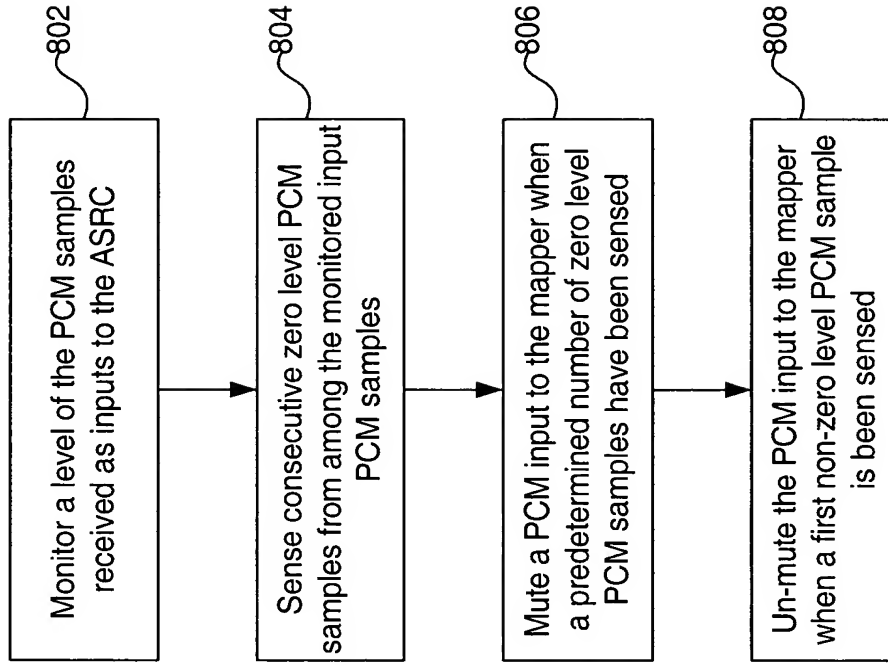 Monitor a level of the PCM samples
received as inputs to the ASRC
802
Sense consecutive zero level PCM
samples from among the monitored input
PCM samples
804
Mute a PCM input to the mapper when
a predetermined number of zero level
PCM samples have been sensed
806
Un-mute the PCM input to the mapper
when a first non-zero level PCM sample
is been sensed
808